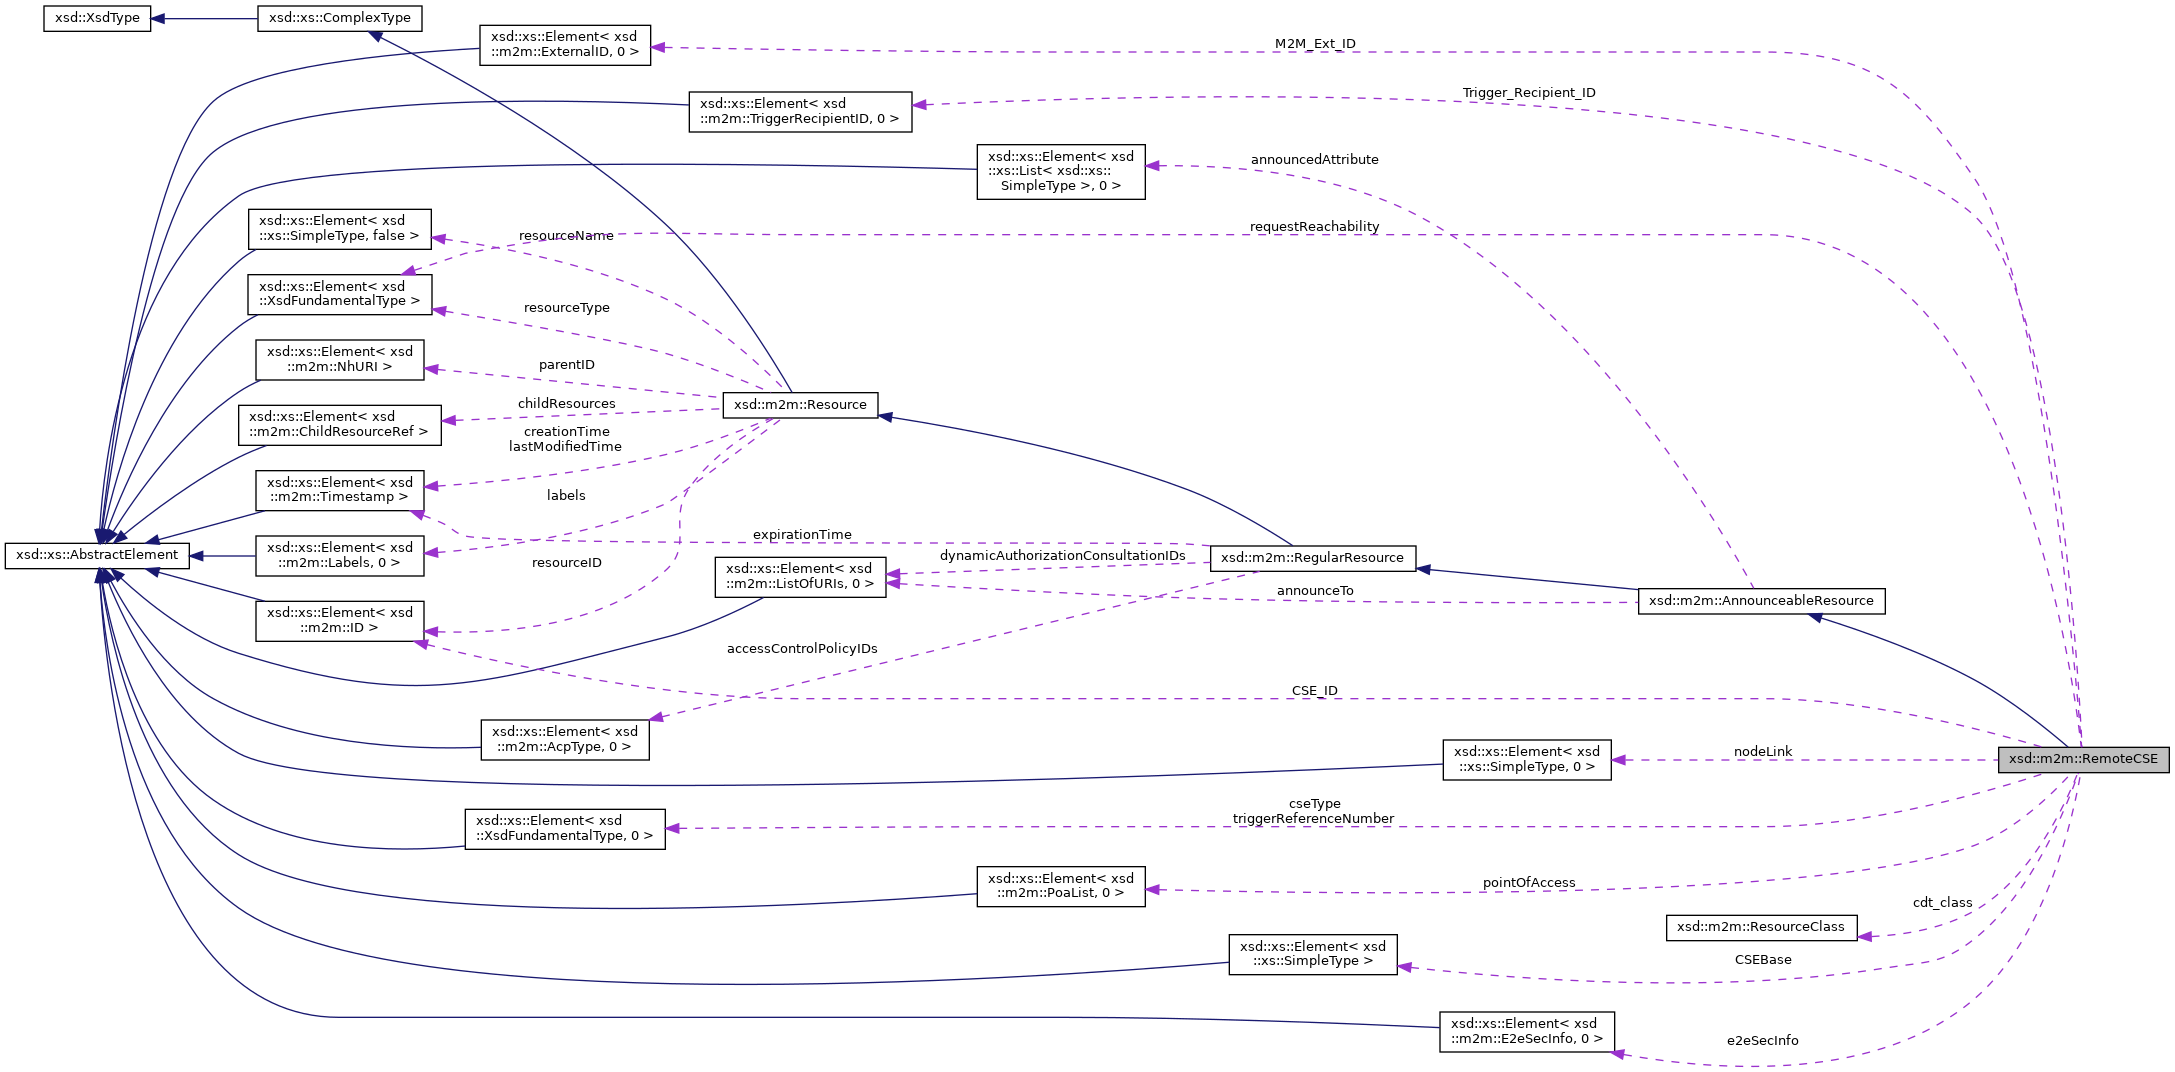 xsd::XsdType
xsd::xs::ComplexType
xsd::xs::Element< xsd
::m2m::ExternalID, 0 >
M2M_Ext_ID
xsd::xs::Element< xsd
::m2m::TriggerRecipientID, 0 >
Trigger_Recipient_ID
xsd::xs::Element< xsd
::xs::List< xsd::xs::
SimpleType >, 0 >
announcedAttribute
xsd::xs::Element< xsd
::xs::SimpleType, false >
resourceName
requestReachability
xsd::xs::Element< xsd
::XsdFundamentalType >
resourceType
xsd::xs::Element< xsd
::m2m::NhURI >
parentID
xsd::xs::Element< xsd
::m2m::ChildResourceRef >
childResources
xsd::m2m::Resource
creationTime
lastModifiedTime
xsd::xs::Element< xsd
::m2m::Timestamp >
labels
xsd::xs::AbstractElement
xsd::xs::Element< xsd
::m2m::Labels, 0 >
expirationTime
resourceID
xsd::xs::Element< xsd
::m2m::ListOfURIs, 0 >
dynamicAuthorizationConsultationIDs
xsd::m2m::RegularResource
announceTo
xsd::m2m::AnnounceableResource
xsd::xs::Element< xsd
::m2m::ID >
accessControlPolicyIDs
CSE_ID
xsd::xs::Element< xsd
::m2m::AcpType, 0 >
xsd::xs::Element< xsd
::xs::SimpleType, 0 >
nodeLink
xsd::m2m::RemoteCSE
xsd::xs::Element< xsd
::XsdFundamentalType, 0 >
cseType
triggerReferenceNumber
xsd::xs::Element< xsd
::m2m::PoaList, 0 >
pointOfAccess
cdt_class
xsd::m2m::ResourceClass
xsd::xs::Element< xsd
::xs::SimpleType >
CSEBase
xsd::xs::Element< xsd
::m2m::E2eSecInfo, 0 >
e2eSecInfo